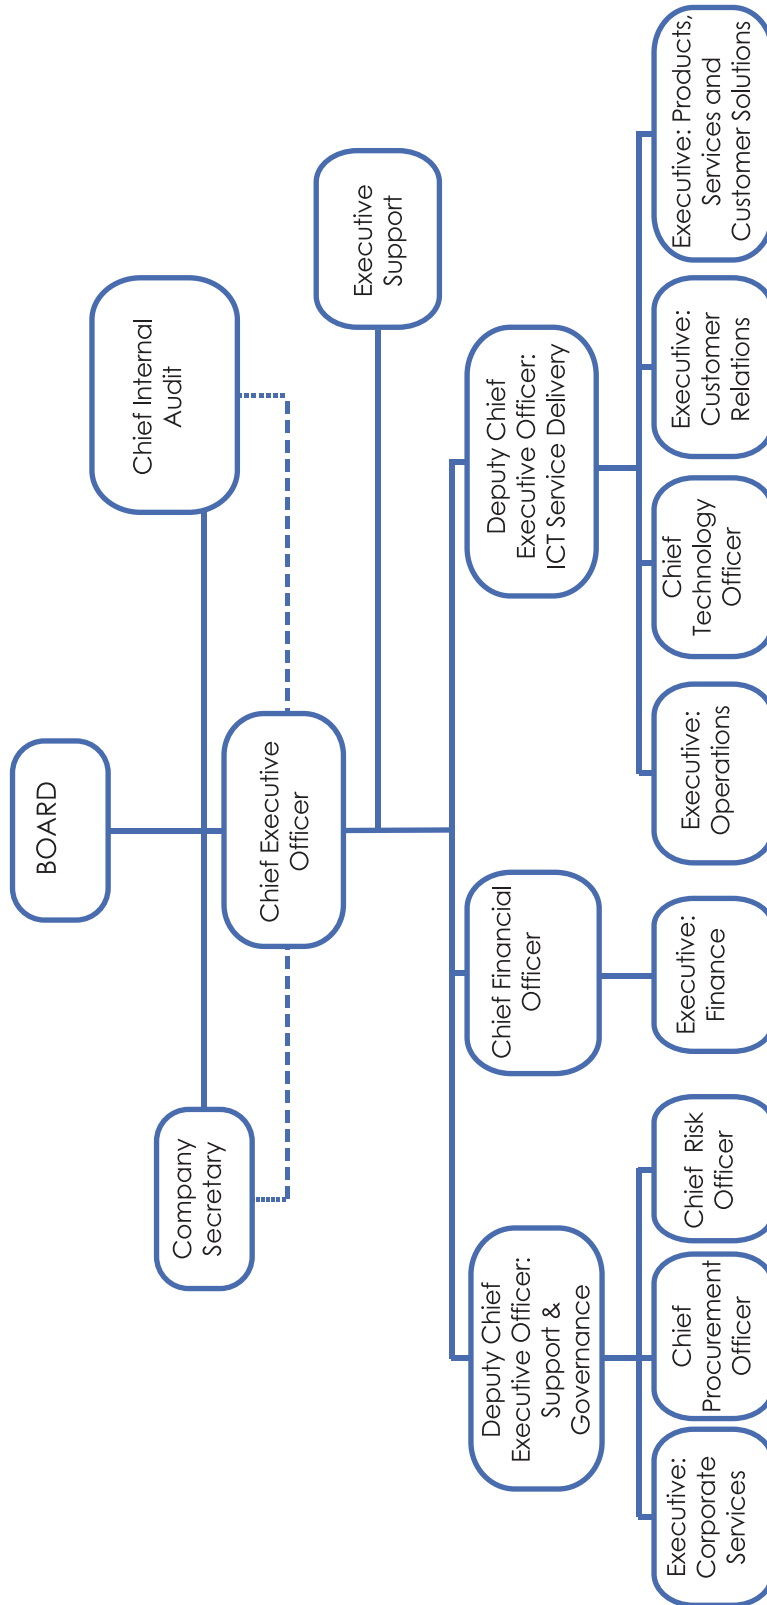 BOARD
Company
Secretary
Chief Internal
Audit
Chief Executive
Officer
Executive
Support
Deputy Chief
Executive Officer:
Support &
Governance
Chief Financial
Officer
Deputy Chief
Executive Officer:
ICT Service Delivery
Executive:
Corporate
Services
Chief
Procurement
Officer
Chief Risk
Officer
Executive:
Finance
Executive:
Operations
Chief
Technology
Officer
Executive:
Customer
Relations
Executive: Products,
Services and
Customer Solutions